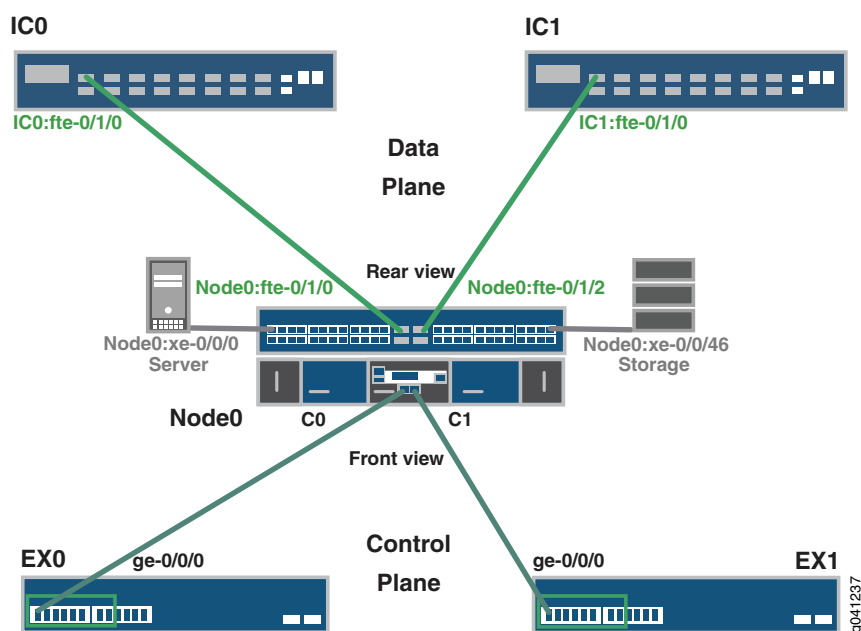 IC0
IC1
IC0:fte-0/1/0
IC1:fte-0/1/0
Data
Plane
Rear view
Node0:fte-0/1/0
Node0:fte-0/1/2
Node0:xe-0/0/0
Server
Node0:xe-0/0/46
Storage
Node0
C0
C1
Front view
Control
Plane
EX0
ge-0/0/0
ge-0/0/0
EX1
g041237